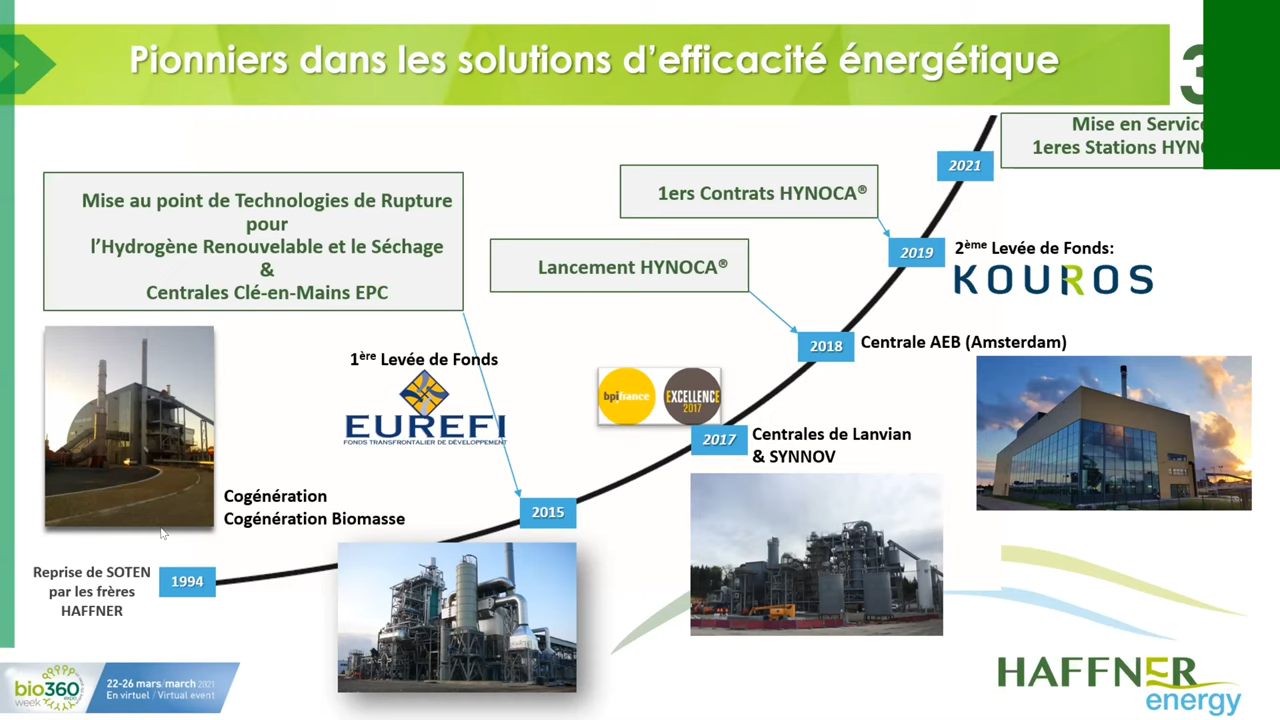 Pionniers dans les solutions d'efficacité énergétique
3
Mise en Service
1eres Stations HYNO
2021
1ers Contrats HYNOCA®
Mise au point de Technologies de Rupture
pour
l'Hydrogène Renouvelable et le Séchage
&
Centrales Clé-en-Mains EPC
2019
2ème Levée de Fonds:
KOUROS
Lancement HYNOCA®
2018
Centrale AEB (Amsterdam)
1ère Levée de Fonds
EUREFI
FONDS TRANSFRONTALIER DE DÉVELOPPEMENT
bpifrance
EXCELLENCE
2017
2017
Centrales de Lanvian
& SYNNOV
Cogénération
Cogénération Biomasse
2015
Reprise de SOTEN
par les frères
HAFFNER
1994
bio360
expo
week
22-26 mars/march 2021
En virtuel / Virtual event
HAFFNER
energy